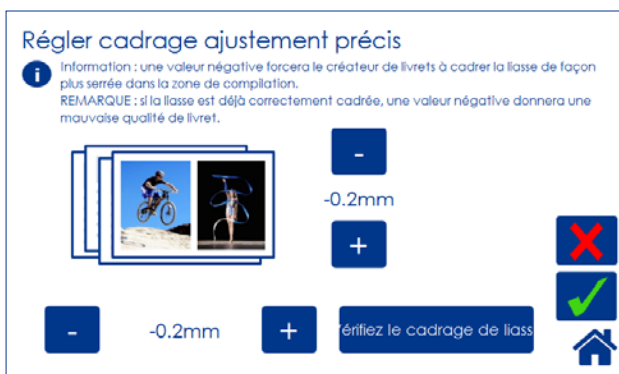 Régler cadrage ajustement précis
i
Information : une valeur négative forcera le créateur de livrets à cadrer la liasse de façon
plus serrée dans la zone de compilation.
REMARQUE : si la liasse est déjà correctement cadrée, une valeur négative donnera une
mauvaise qualité de livret.
-
-0.2mm
+
-
-0.2mm
+
érifiez le cadrage de liass